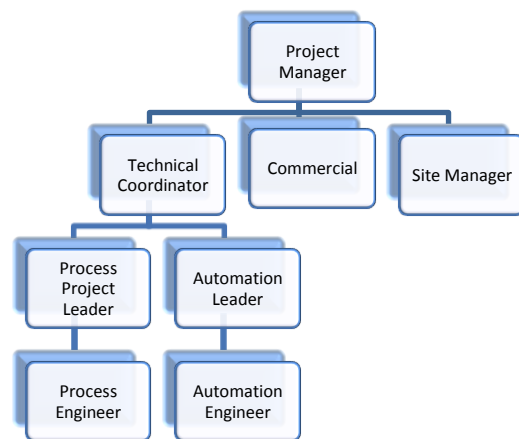 Project
Manager
Technical
Coordinator
Commercial
Site Manager
Process
Project
Leader
Automation
Leader
Process
Engineer
Automation
Engineer